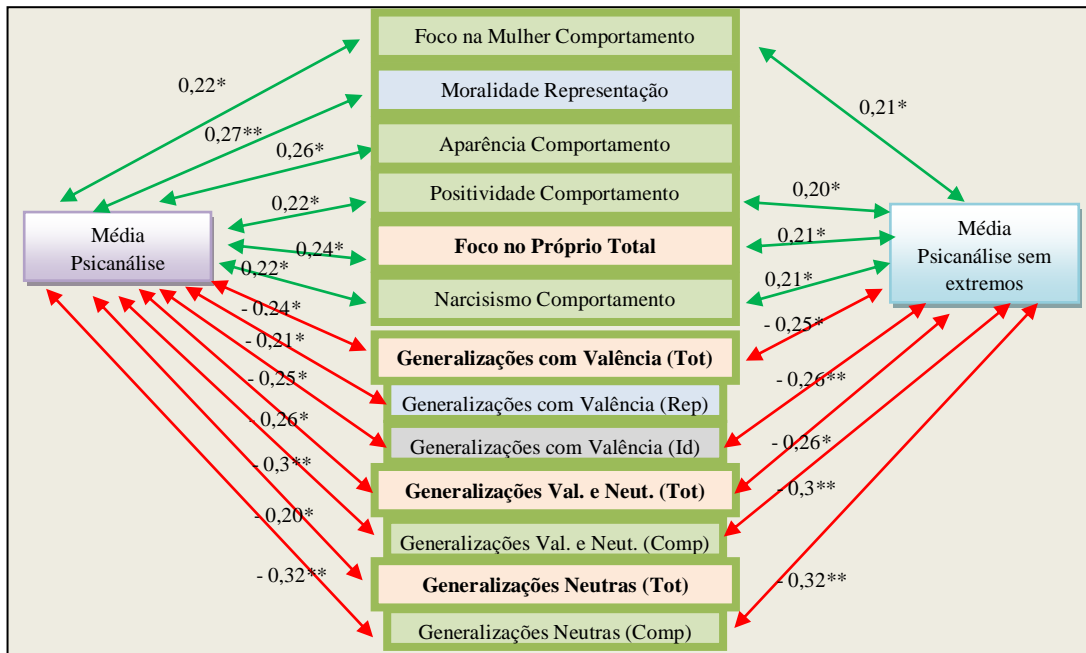 Foco na Mulher Comportamento
0,22*
Moralidade Representação
0,21*
0,27**
Aparência Comportamento
0,26*
Positividade Comportamento
0,20*
0,22*
Média
Psicanálise
Foco no Próprio Total
0,24*
0,21*
Média
Psicanálise sem
extremos
0,22*
Narcisismo Comportamento
0,21*
- 0,24*
- 0,25*
- 0,21*
Generalizações com Valência (Tot)
- 0,25*
- 0,26**
Generalizações com Valência (Rep)
- 0,26*
- 0,26*
Generalizações com Valência (Id)
- 0,3**
- 0,3**
Generalizações Val. e Neut. (Tot)
- 0,20*
Generalizações Val. e Neut. (Comp)
- 0,32**
- 0,32**
Generalizações Neutras (Tot)
Generalizações Neutras (Comp)